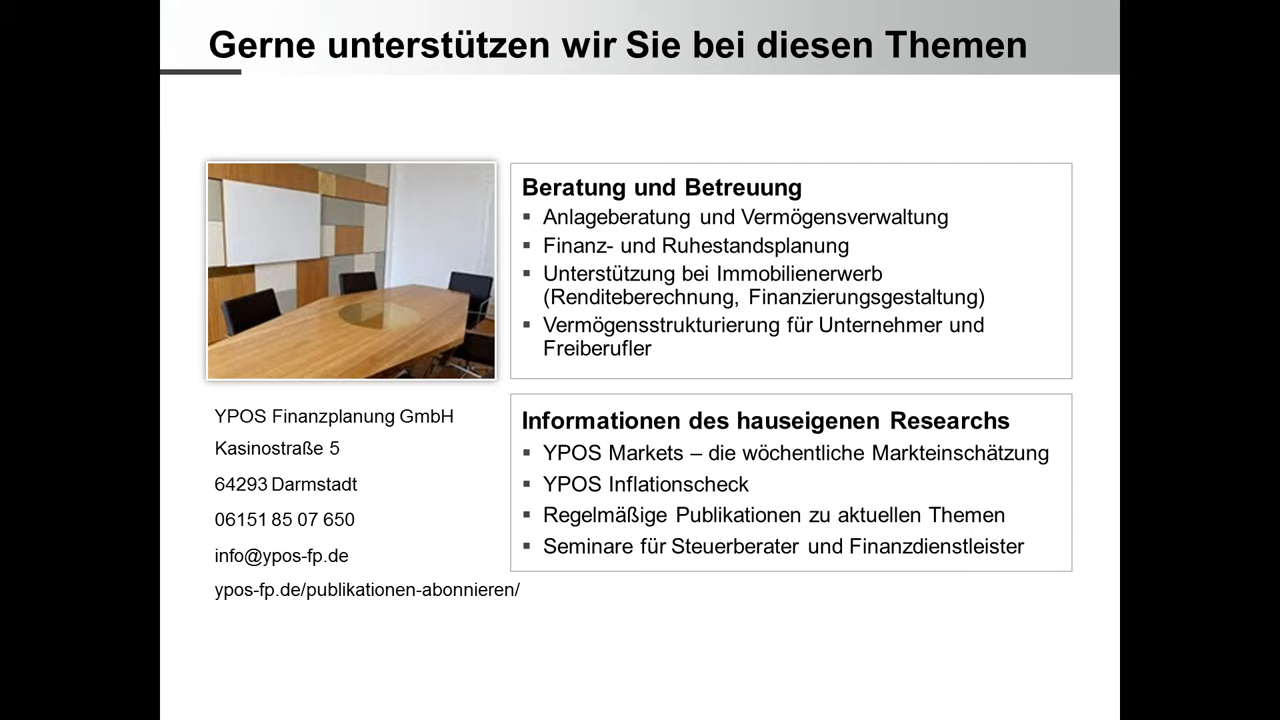 Gerne unterstützen wir Sie bei diesen Themen
Beratung und Betreuung
▪ Anlageberatung und Vermögensverwaltung
▪ Finanz- und Ruhestandsplanung
▪ Unterstützung bei Immobilienerwerb
(Renditeberechnung, Finanzierungsgestaltung)
▪ Vermögensstrukturierung für Unternehmer und
Freiberufler
YPOS Finanzplanung GmbH
Kasinostraße 5
64293 Darmstadt
06151 85 07 650
info@ypos-fp.de
ypos-fp.de/publikationen-abonnieren/
Informationen des hauseigenen Researchs
▪ YPOS Markets – die wöchentliche Markteinschätzung
▪ YPOS Inflationscheck
▪ Regelmäßige Publikationen zu aktuellen Themen
▪ Seminare für Steuerberater und Finanzdienstleister